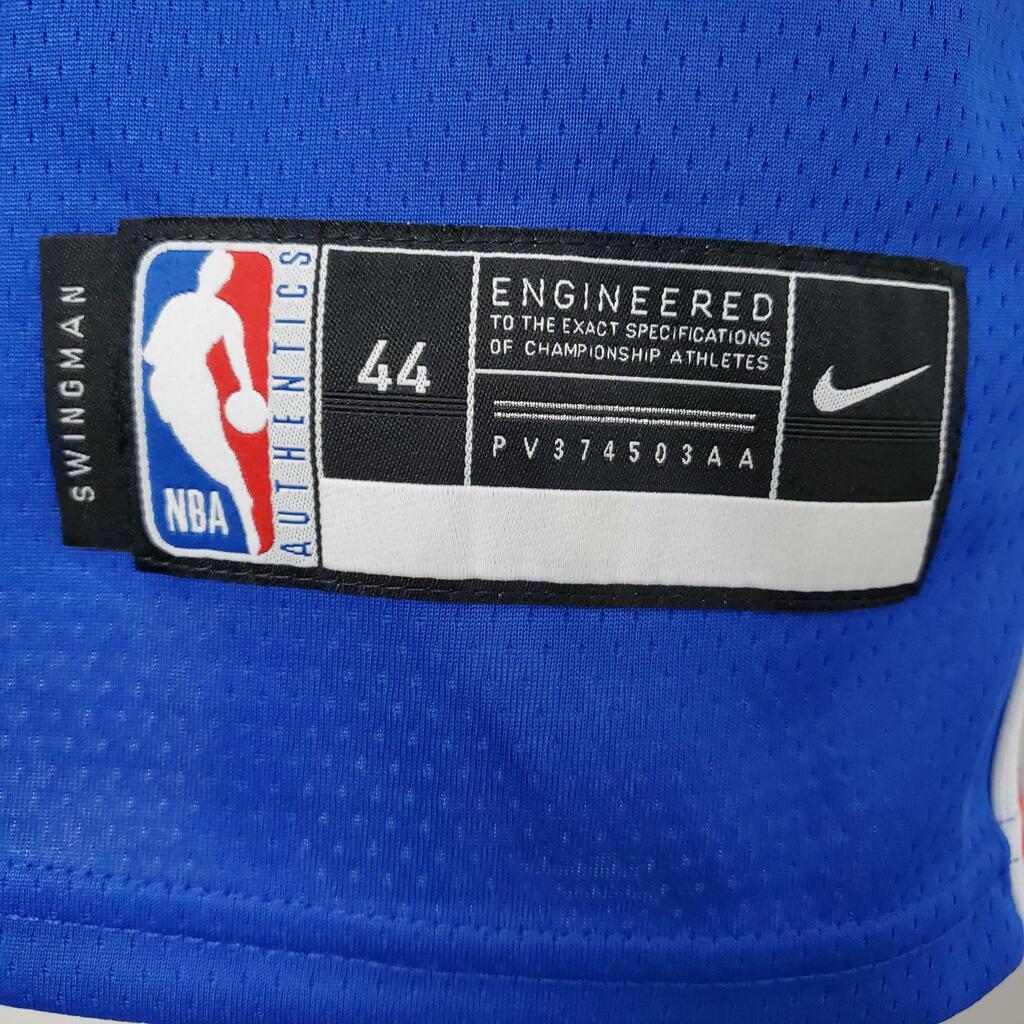 SWINGMAN
NBA
AUTHENTICS
44
ENGINEERED
TO THE EXACT SPECIFICATIONS
OF CHAMPIONSHIP ATHLETES
PV374503AA